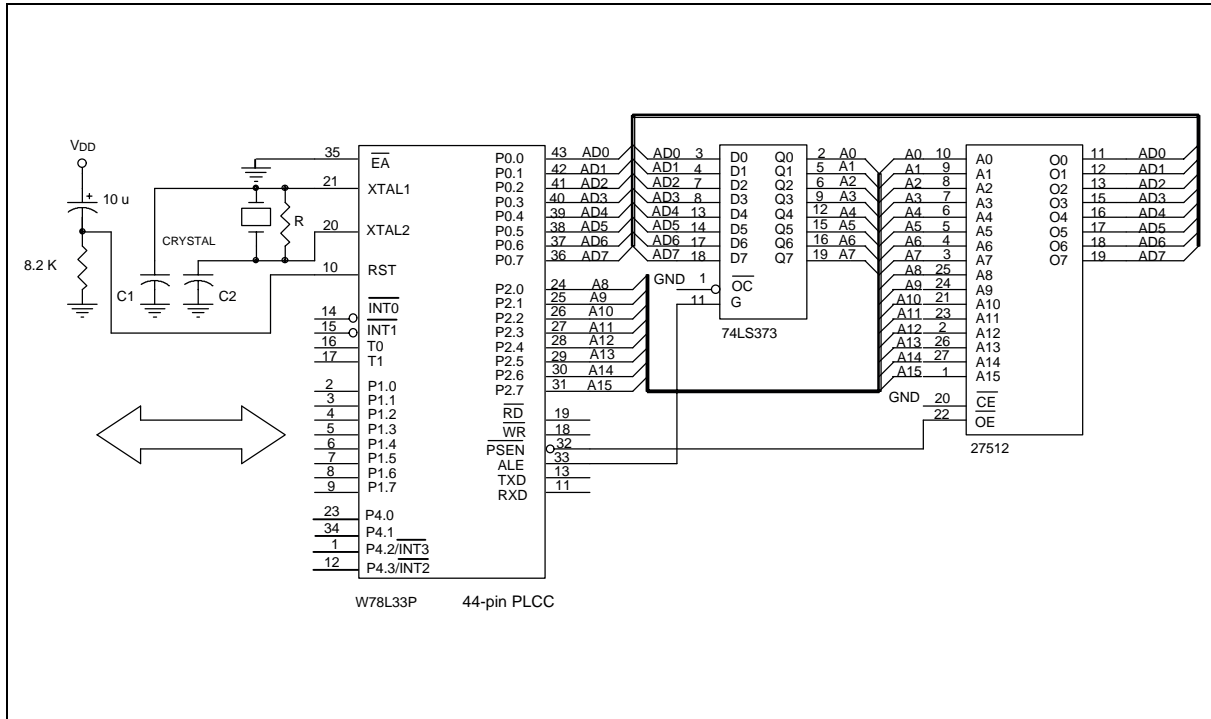 VDD
10 u
8.2 K
C1
C2
CRYSTAL
R
35
21
20
10
14
15
16
17
2
3
4
5
6
7
8
9
23
34
1
12
EA
XTAL1
XTAL2
RST
INT0
INT1
T0
T1
P1.0
P1.1
P1.2
P1.3
P1.4
P1.5
P1.6
P1.7
P4.0
P4.1
P4.2/INT3
P4.3/INT2
P0.0 43 AD0
P0.1 42 AD1
P0.2 41 AD2
P0.3 40 AD3
P0.4 39 AD4
P0.5 38 AD5
P0.6 37 AD6
P0.7 36 AD7
P2.0 24 A8
P2.1 25 A9
P2.2 26 A10
P2.3 27 A11
P2.4 28 A12
P2.5 29 A13
P2.6 30 A14
P2.7 31 A15
RD 19
WR 18
PSEN 32
ALE 33
TXD 13
RXD 11
W78L33P 44-pin PLCC
AD0 3 D0 Q0 2 A0
AD1 4 D1 Q1 5 A1
AD2 7 D2 Q2 6 A2
AD3 8 D3 Q3 9 A3
AD4 13 D4 Q4 12 A4
AD5 14 D5 Q5 15 A5
AD6 17 D6 Q6 16 A6
AD7 18 D7 Q7 19 A7
GND 1 OC
11 G
74LS373
A0 10 A0 O0 11 AD0
A1 9 A1 O1 12 AD1
A2 8 A2 O2 13 AD2
A3 7 A3 O3 15 AD3
A4 6 A4 O4 16 AD4
A5 5 A5 O5 17 AD5
A6 4 A6 O6 18 AD6
A7 3 A7 O7 19 AD7
A8 25 A8
A9 24 A9
A10 21 A10
A11 23 A11
A12 2 A12
A13 26 A13
A14 27 A14
A15 1 A15
GND 20 CE
22 OE
27512